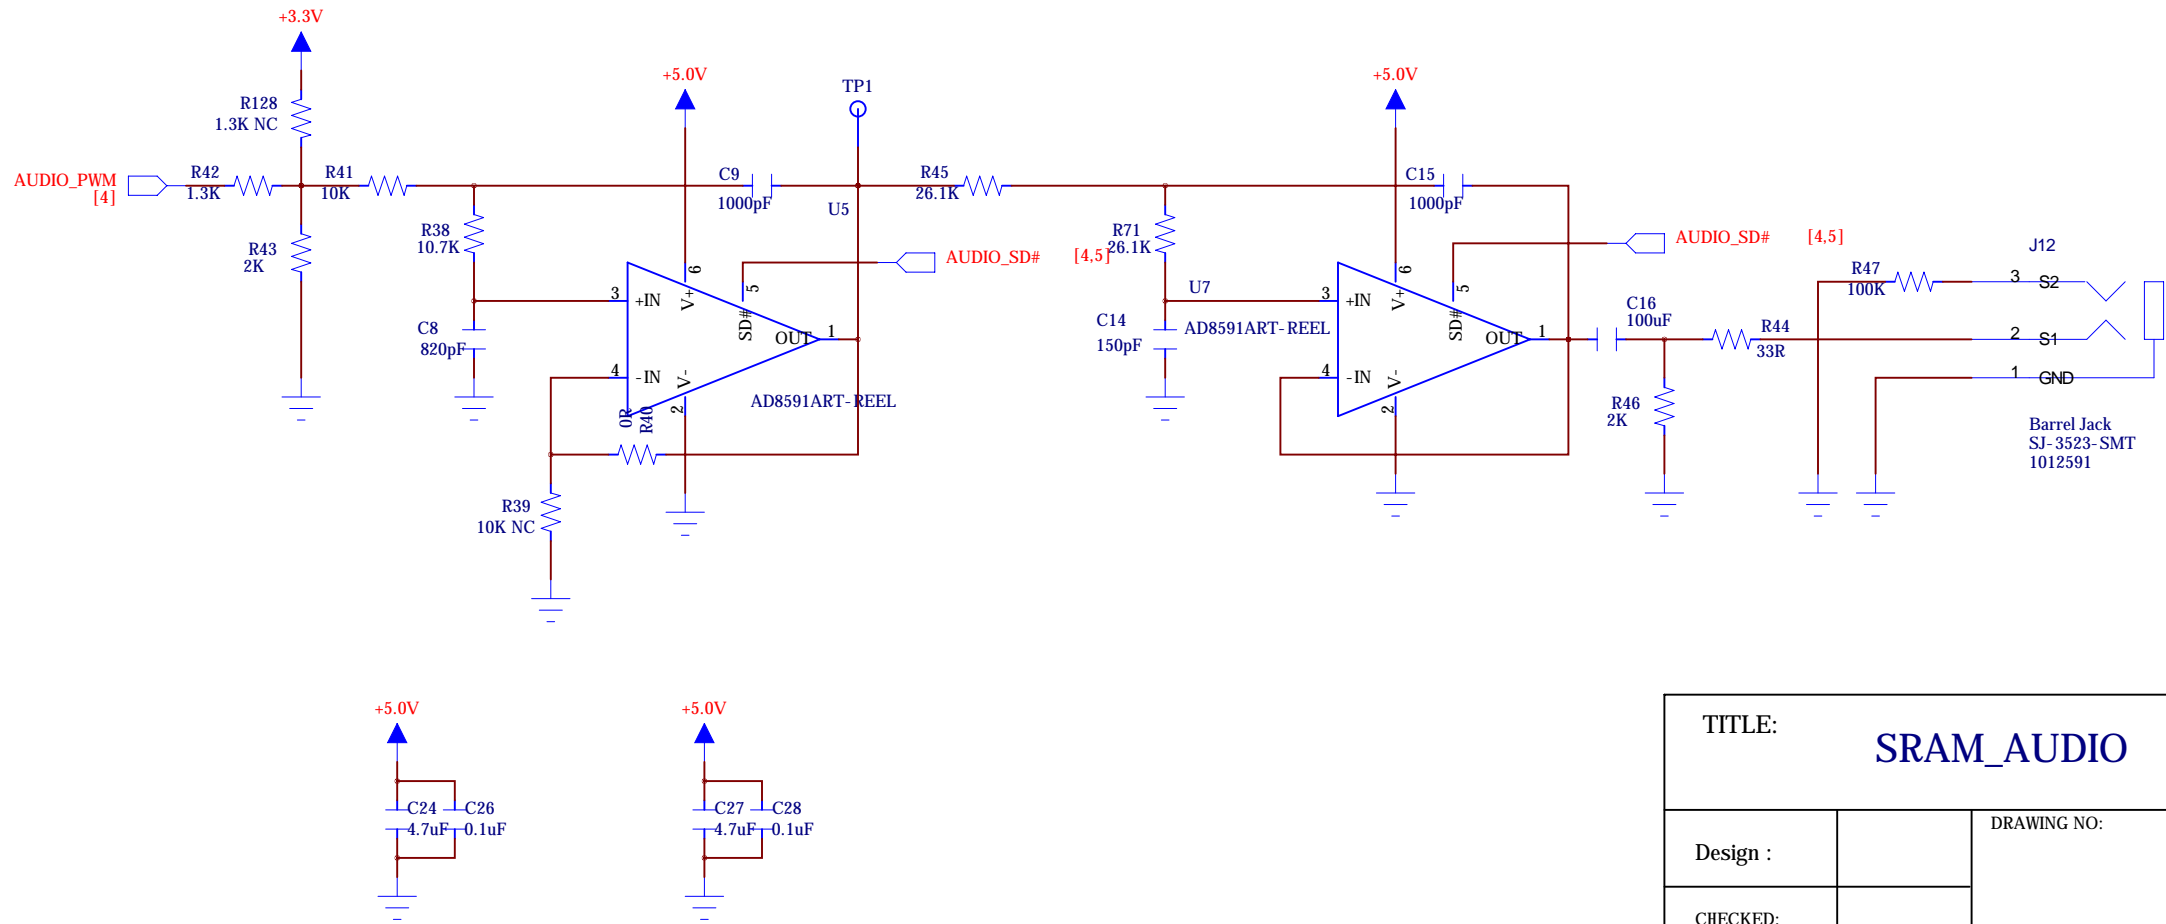 +3.3V
+5.0V
TP1
+5.0V
R128
1.3K NC
AUDIO_PWM
[4]
R42
1.3K
R41
10K
C9
1000pF
U5
R45
26.1K
C15
1000pF
R43
2K
R38
10.7K
AUDIO_SD# [4,5]
R71
26.1K
AUDIO_SD# [4,5]
J12
3 +IN
6
V+
5
SD#
U7
3 +IN
6
V+
5
SD#
R47
100K
3 S2
C8
820pF
OUT 1
C14
150pF
AD8591ART-REEL
OUT 1
C16
100uF
R44
33R
2 S1
4 -IN
V-
2
AD8591ART-REEL
4 -IN
V-
2
1 GND
0R
R40
R46
2K
Barrel Jack
SJ-3523-SMT
1012591
R39
10K NC
+5.0V
+5.0V
C24
4.7uF
C26
0.1uF
C27
4.7uF
C28
0.1uF
TITLE:
SRAM_AUDIO
Design :
DRAWING NO:
CHECKED: